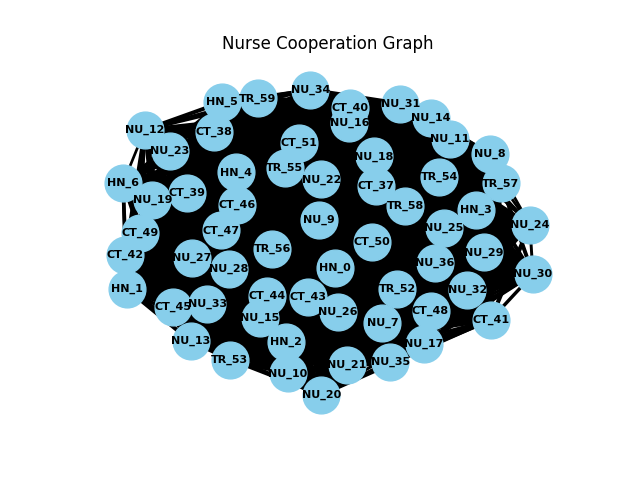 Nurse Cooperation Graph
NU_34
HN_5
TR_59
CT_40
NU_31
NU_14
NU_16
NU_12
CT_38
NU_11
CT_51
NU_23
NU_18
NU_8
TR_55
HN_4
NU_22
TR_54
HN_6
CT_37
TR_57
CT_39
NU_19
CT_46
TR_58
HN_3
NU_9
NU_24
CT_47
NU_25
CT_49
CT_50
TR_56
NU_29
CT_42
NU_27
NU_28
HN_0
NU_36
NU_30
HN_1
TR_52
NU_32
CT_44
CT_43
CT_45
NU_33
NU_26
CT_48
NU_15
NU_7
CT_41
NU_13
HN_2
NU_17
TR_53
NU_21
NU_35
NU_10
NU_20